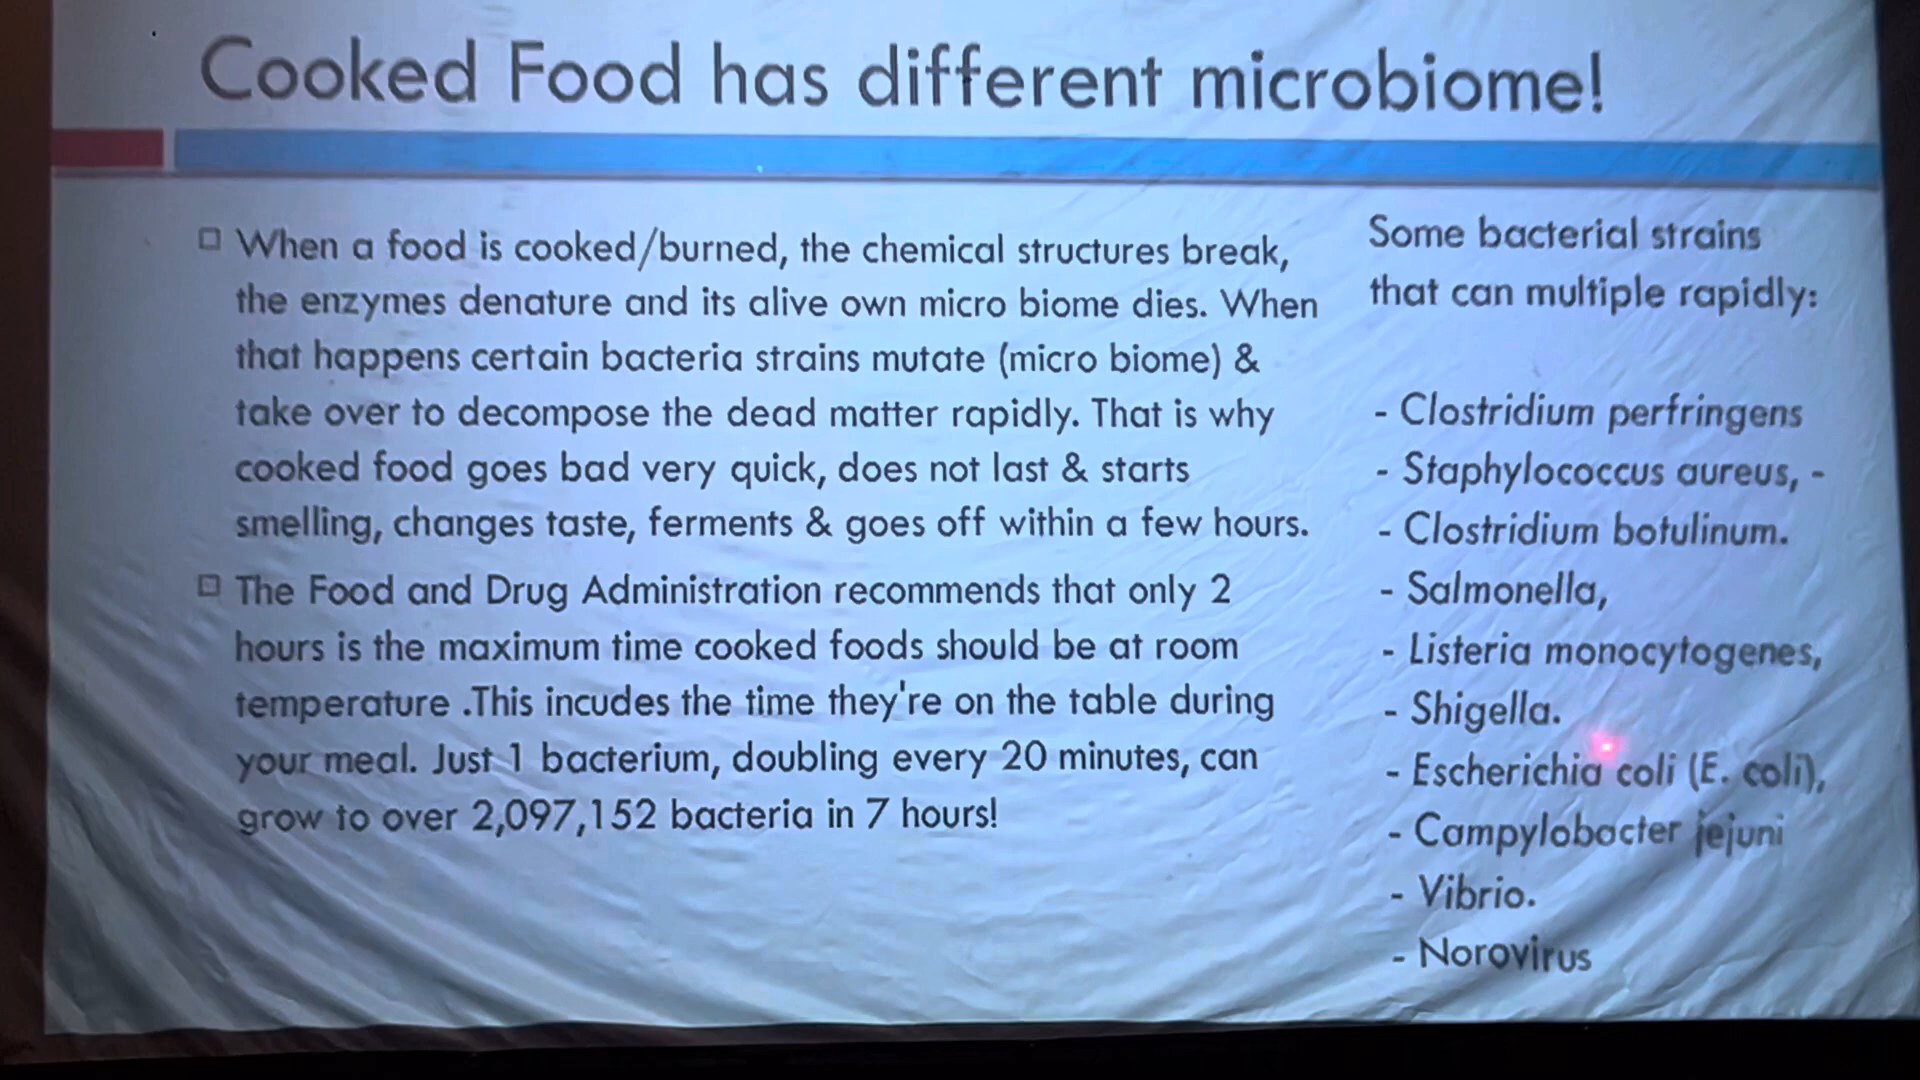 Cooked Food has different microbiome!
When a food is cooked/burned, the chemical structures break,
the enzymes denature and its alive own micro biome dies. When
that happens certain bacteria strains mutate (micro biome) &
take over to decompose the dead matter rapidly. That is why
cooked food goes bad very quick, does not last & starts
smelling, changes taste, ferments & goes off within a few hours.
The Food and Drug Administration recommends that only 2
hours is the maximum time cooked foods should be at room
temperature .This incudes the time they're on the table during
your meal. Just 1 bacterium, doubling every 20 minutes, can
grow to over 2,097,152 bacteria in 7 hours!
Some bacterial strains
that can multiple rapidly:
- Clostridium perfringens
- Staphylococcus aureus, -
- Clostridium botulinum.
- Salmonella,
- Listeria monocytogenes,
- Shigella.
- Escherichia coli (E. coli),
- Campylobacter jejuni
- Vibrio.
- Norovirus